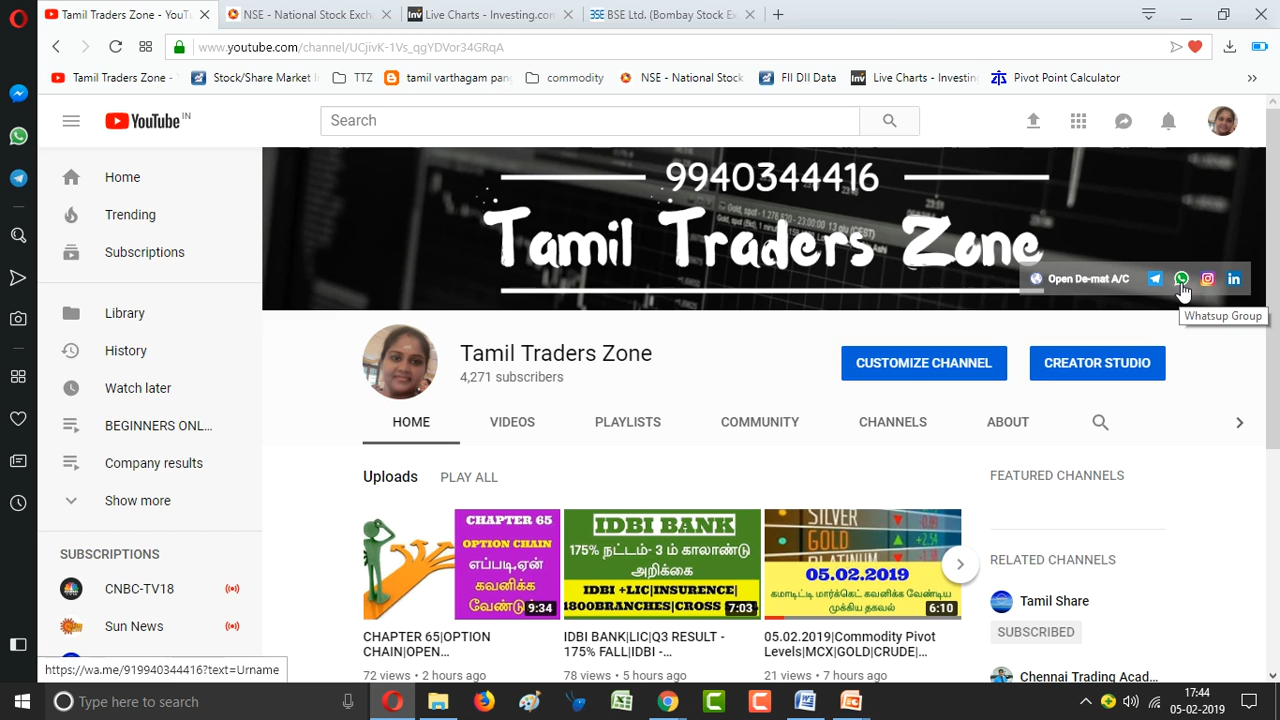 Tamil Traders Zone - YouT
NSE - National Stock Exch
Live Charts - Investing.com
BSE Ltd. (Bombay Stock Ex
www.youtube.com/channel/UCjivK-1Vs_qgYDVor34GRqA
Tamil Traders Zone -
Stock/Share Market
TTZ
tamil varthagam pan
commodity
NSE - National Stock
FII DII Data
Live Charts - Investin
Pivot Point Calculator
YouTube IN
Search
Home
Trending
Subscriptions
Library
History
Watch later
BEGINNERS ONL...
Company results
Show more
SUBSCRIPTIONS
CNBC-TV18
Sun News
9940344416
Tamil Traders Zone
Open De-mat A/C
Whatsup Group
Tamil Traders Zone
4,271 subscribers
CUSTOMIZE CHANNEL
CREATOR STUDIO
HOME VIDEOS PLAYLISTS COMMUNITY CHANNELS ABOUT
Uploads PLAY ALL
CHAPTER 65
OPTION CHAIN
எப்படி,ஏன்
கவனிக்க
வேண்டு
9:34
CHAPTER 65|OPTION
CHAIN|OPEN...
72 views • 2 hours ago
IDBI BANK
175% நட்டம்- 3 ம் காலாண்டு
அறிக்கை
IDBI +LIC|INSURENCE|
1800BRANCHES|CROSS
7:03
IDBI BANK|LIC|Q3 RESULT -
175% FALL|IDBI -
78 views • 5 hours ago
SILVER
GOLD
PLATINUM
05.02.2019
கமாடிட்டி மார்க்கெட் கவனிக்க வேண்டிய
முக்கிய தகவல்
6:10
05.02.2019|Commodity Pivot
Levels|MCX|GOLD|CRUDE|...
21 views • 7 hours ago
FEATURED CHANNELS
RELATED CHANNELS
Tamil Share
SUBSCRIBED
Chennai Trading Acad...
https://wa.me/919940344416?text=Urname
Type here to search
17:44
05-02-2019